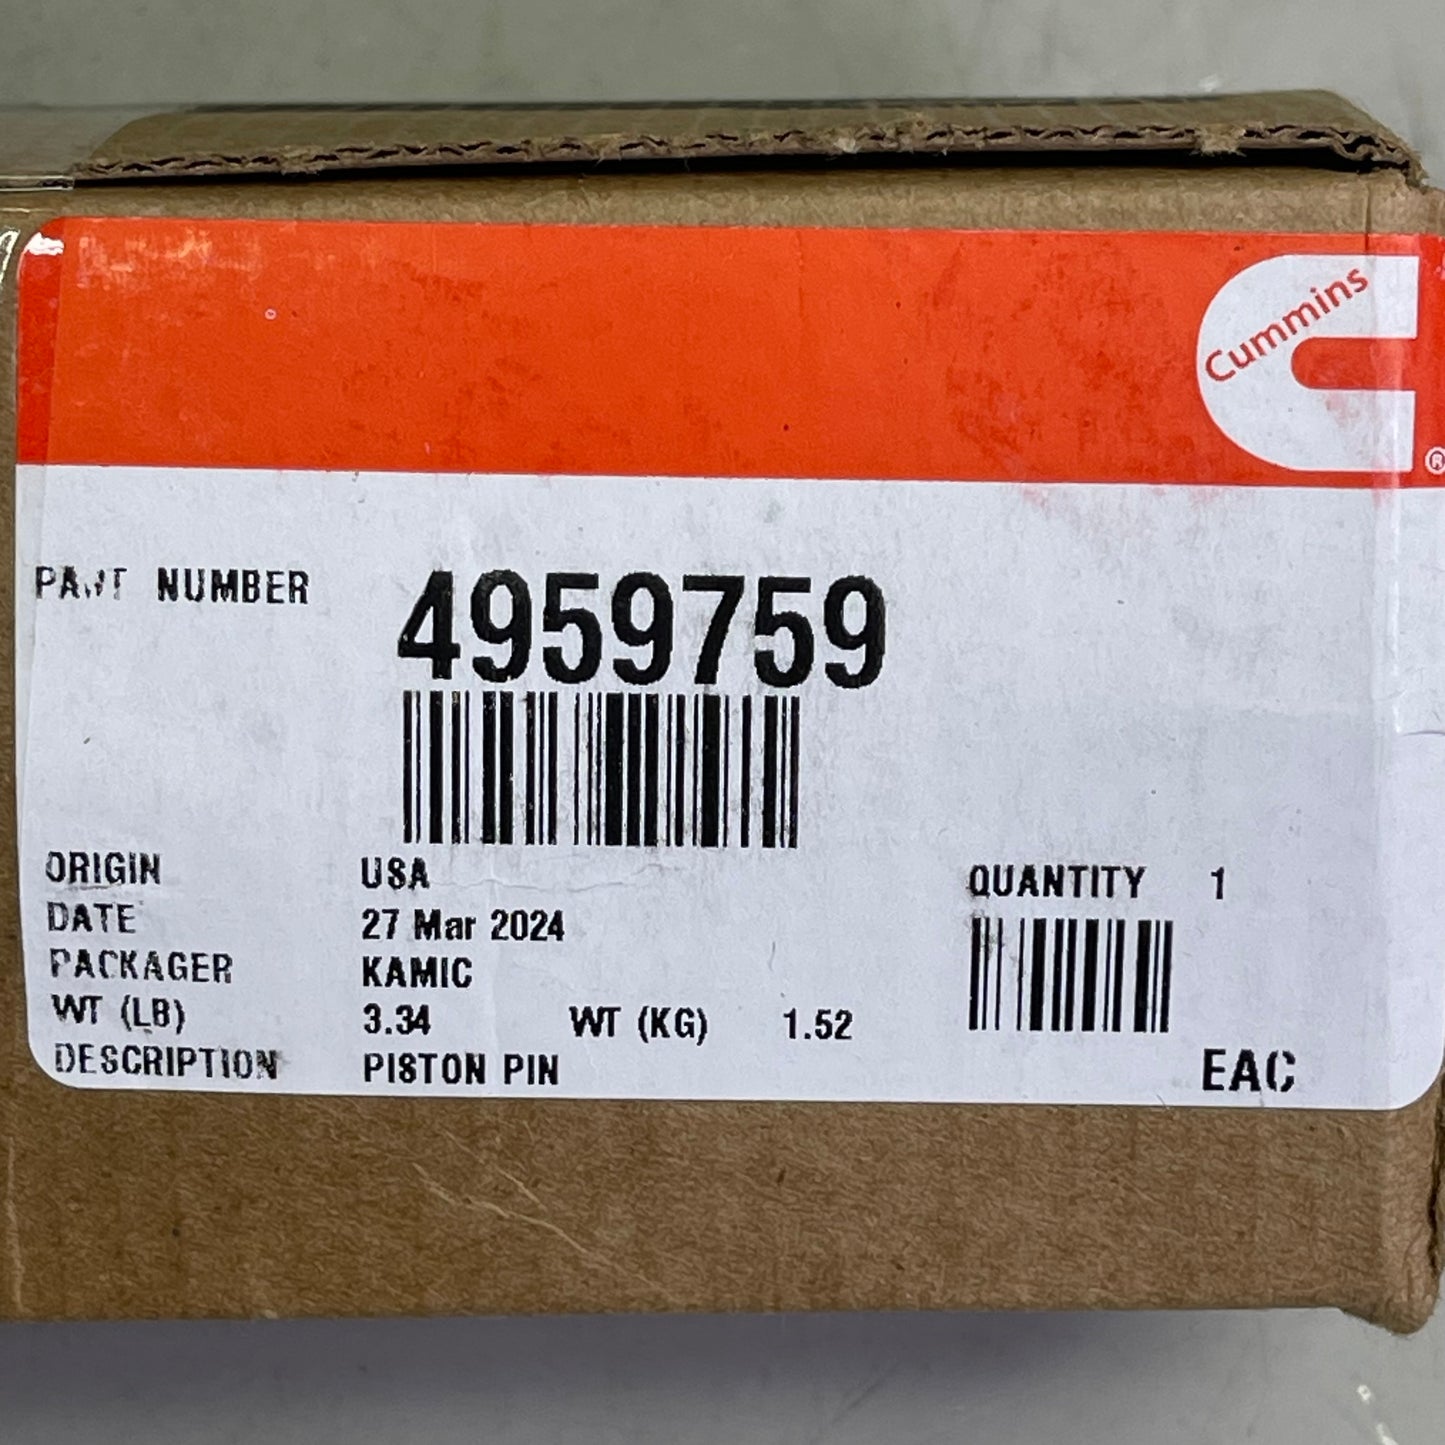 Cummins
®
PART NUMBER 4959759
ORIGIN USA QUANTITY 1
DATE 27 Mar 2024
PACKAGER KAMIC
WT (LB) 3.34 WT (KG) 1.52
DESCRIPTION PISTON PIN EAC